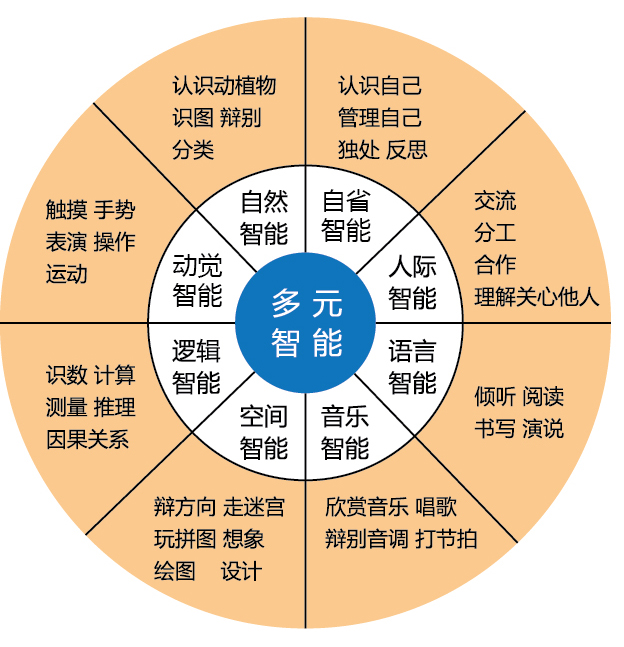 多元
智能
自省
智能
认识自己
管理自己
独处 反思
人际
智能
交流
分工
合作
理解关心他人
语言
智能
倾听 阅读
书写 演说
音乐
智能
欣赏音乐 唱歌
辩别音调 打节拍
空间
智能
辩方向 走迷宫
玩拼图 想象
绘图 设计
逻辑
智能
识数 计算
测量 推理
因果关系
动觉
智能
触摸 手势
表演 操作
运动
自然
智能
认识动植物
识图 辩别
分类